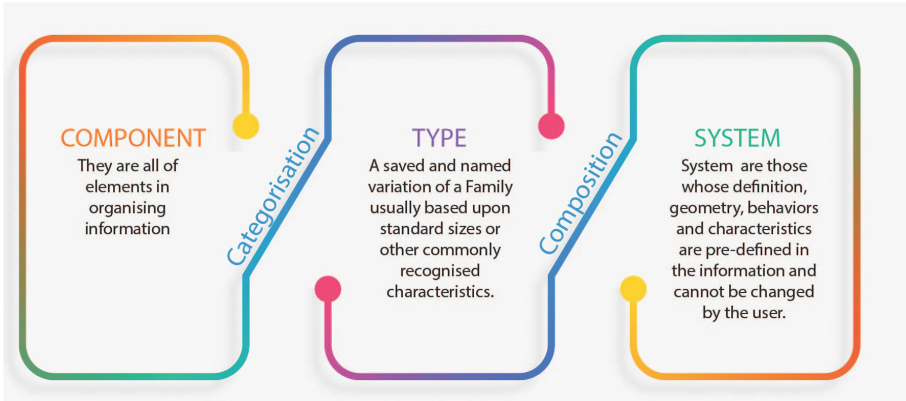 COMPONENT
They are all of
elements in
organising
information
Categorisation
TYPE
A saved and named
variation of a Family
usually based upon
standard sizes or
other commonly
recognised
characteristics.
Composition
SYSTEM
System are those
whose definition,
geometry, behaviors
and characteristics
are pre-defined in
the information and
cannot be changed
by the user.